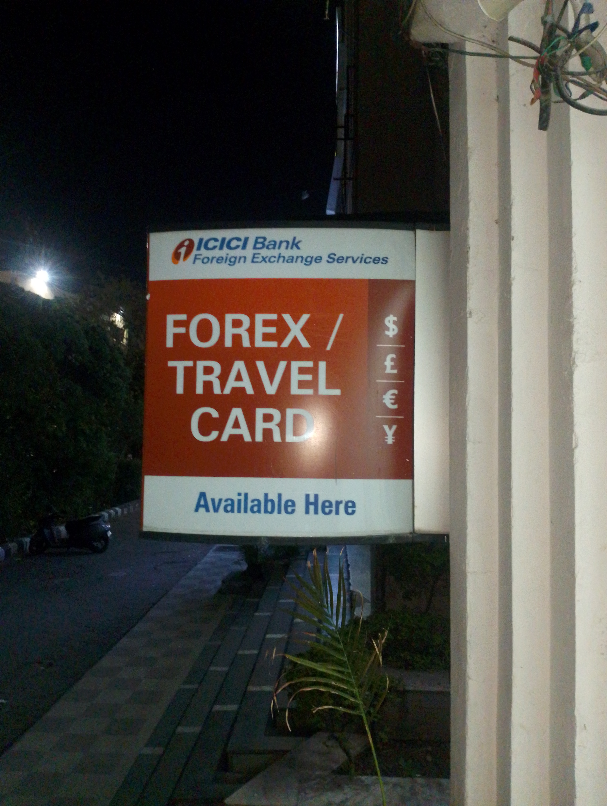 ICICI Bank
Foreign Exchange Services
FOREX /
TRAVEL
CARD
$
£
€
¥
Available Here